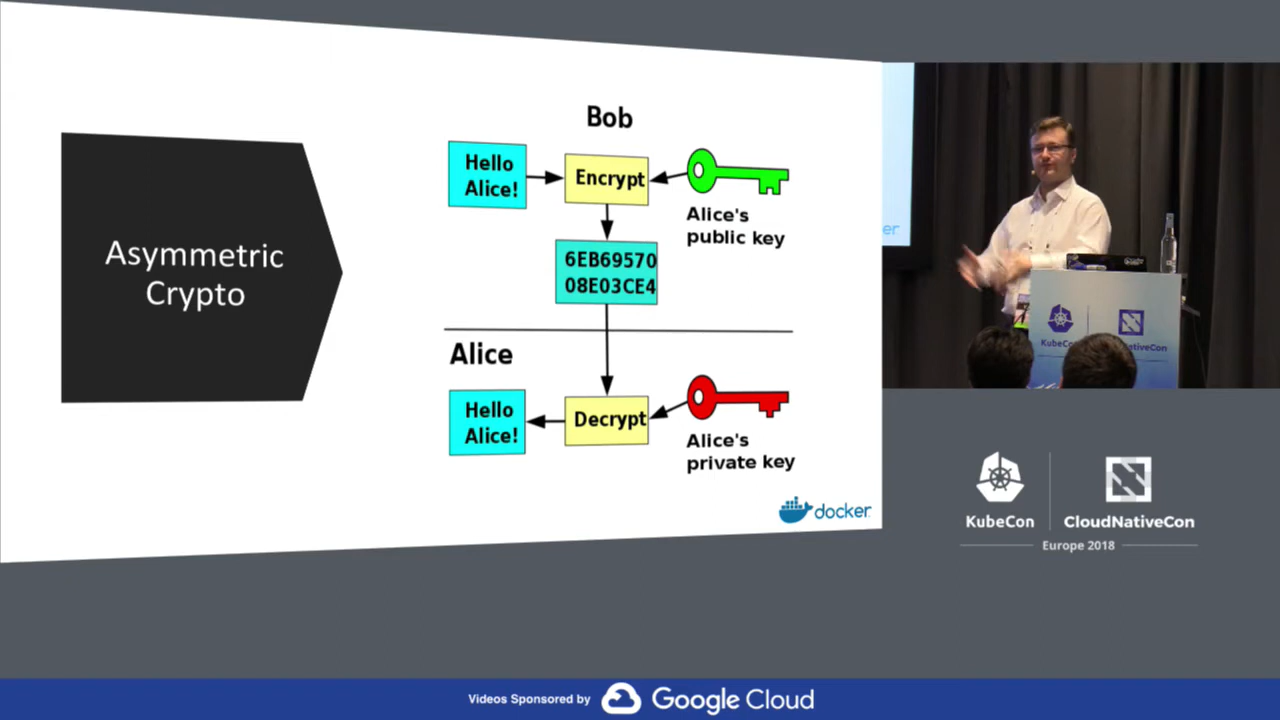 Asymmetric
Crypto
Bob
Hello
Alice!
Encrypt
Alice's
public key
6EB69570
08E03CE4
Alice
Hello
Alice!
Decrypt
Alice's
private key
docker
er
KubeCon
CloudNativeCon
Europe 2018
Videos Sponsored by Google Cloud